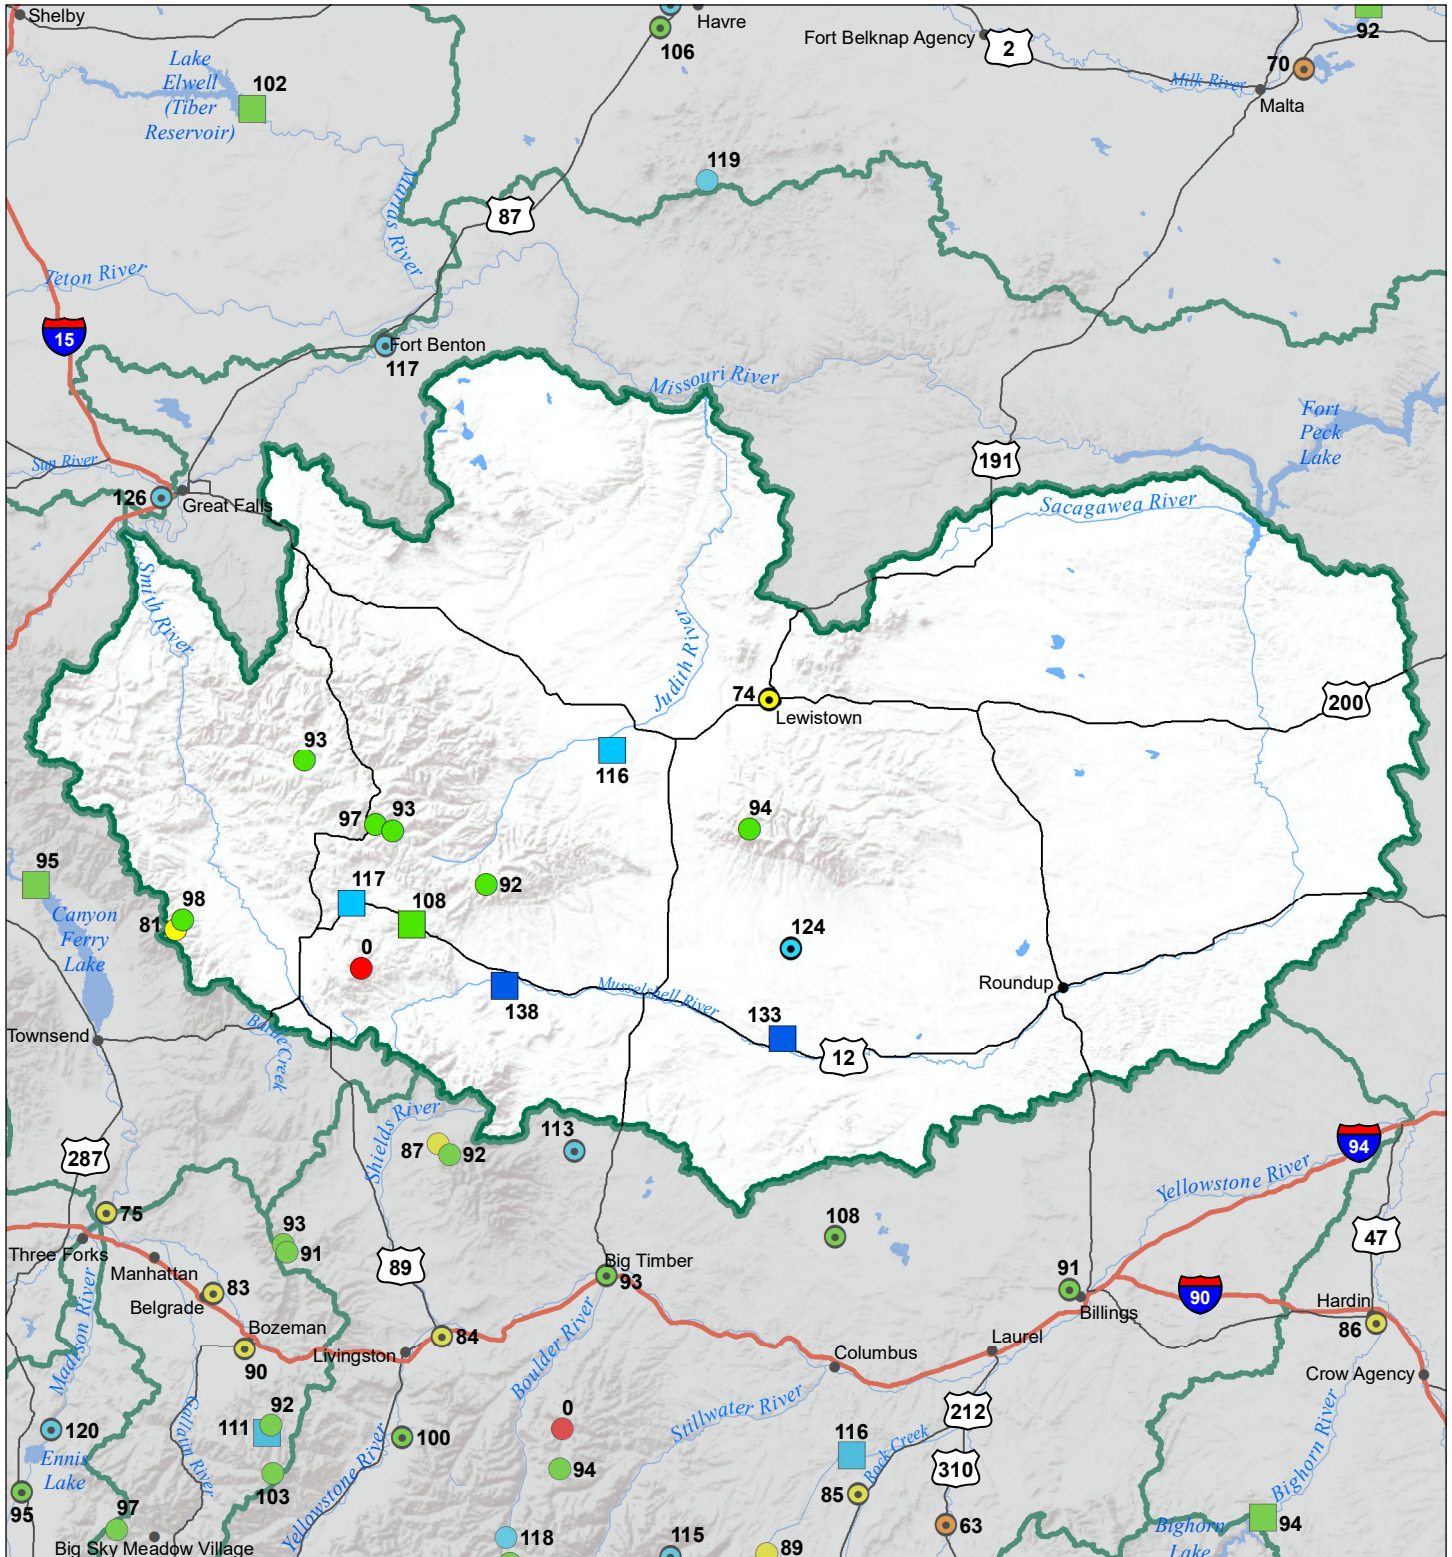 Shelby
Havre
106
Fort Belknap Agency
2
92
70
Milk River
Malta
Lake
Elwell
(Tiber
Reservoir)
102
119
Marias River
87
Teton River
15
Fort Benton
117
Missouri River
Fort
Peck
Lake
Sun River
191
126
Great Falls
Sacagawea River
Smith River
Judith River
74
Lewistown
200
93
116
97
93
94
95
117
92
98
108
81
Canyon
Ferry
Lake
0
124
Musselshell River
Roundup
138
133
12
Townsend
Battle Creek
Shields River
113
94
287
87
92
Yellowstone River
75
93
91
108
47
Three Forks
Manhattan
89
Big Timber
93
91
83
90
Belgrade
Billings
Hardin
Bozeman
86
84
Laurel
Livingston
90
Columbus
Crow Agency
Madison River
Boulder River
92
0
212
Stillwater River
111
120
100
116
Rock Creek
Gallatin River
Ennis
Lake
94
310
Yellowstone River
85
Bighorn River
95
103
97
63
94
Bighorn
Lake
118
115
89
Big Sky Meadow Village